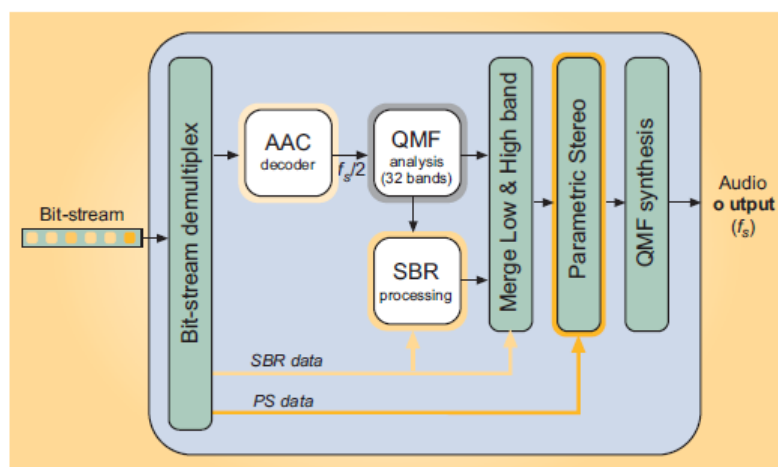 Bit-stream
Bit-stream demultiplex
AAC
decoder
fs/2
QMF
analysis
(32 bands)
SBR
processing
Merge Low & High band
Parametric Stereo
QMF synthesis
Audio
o utput
(fs)
SBR data
PS data